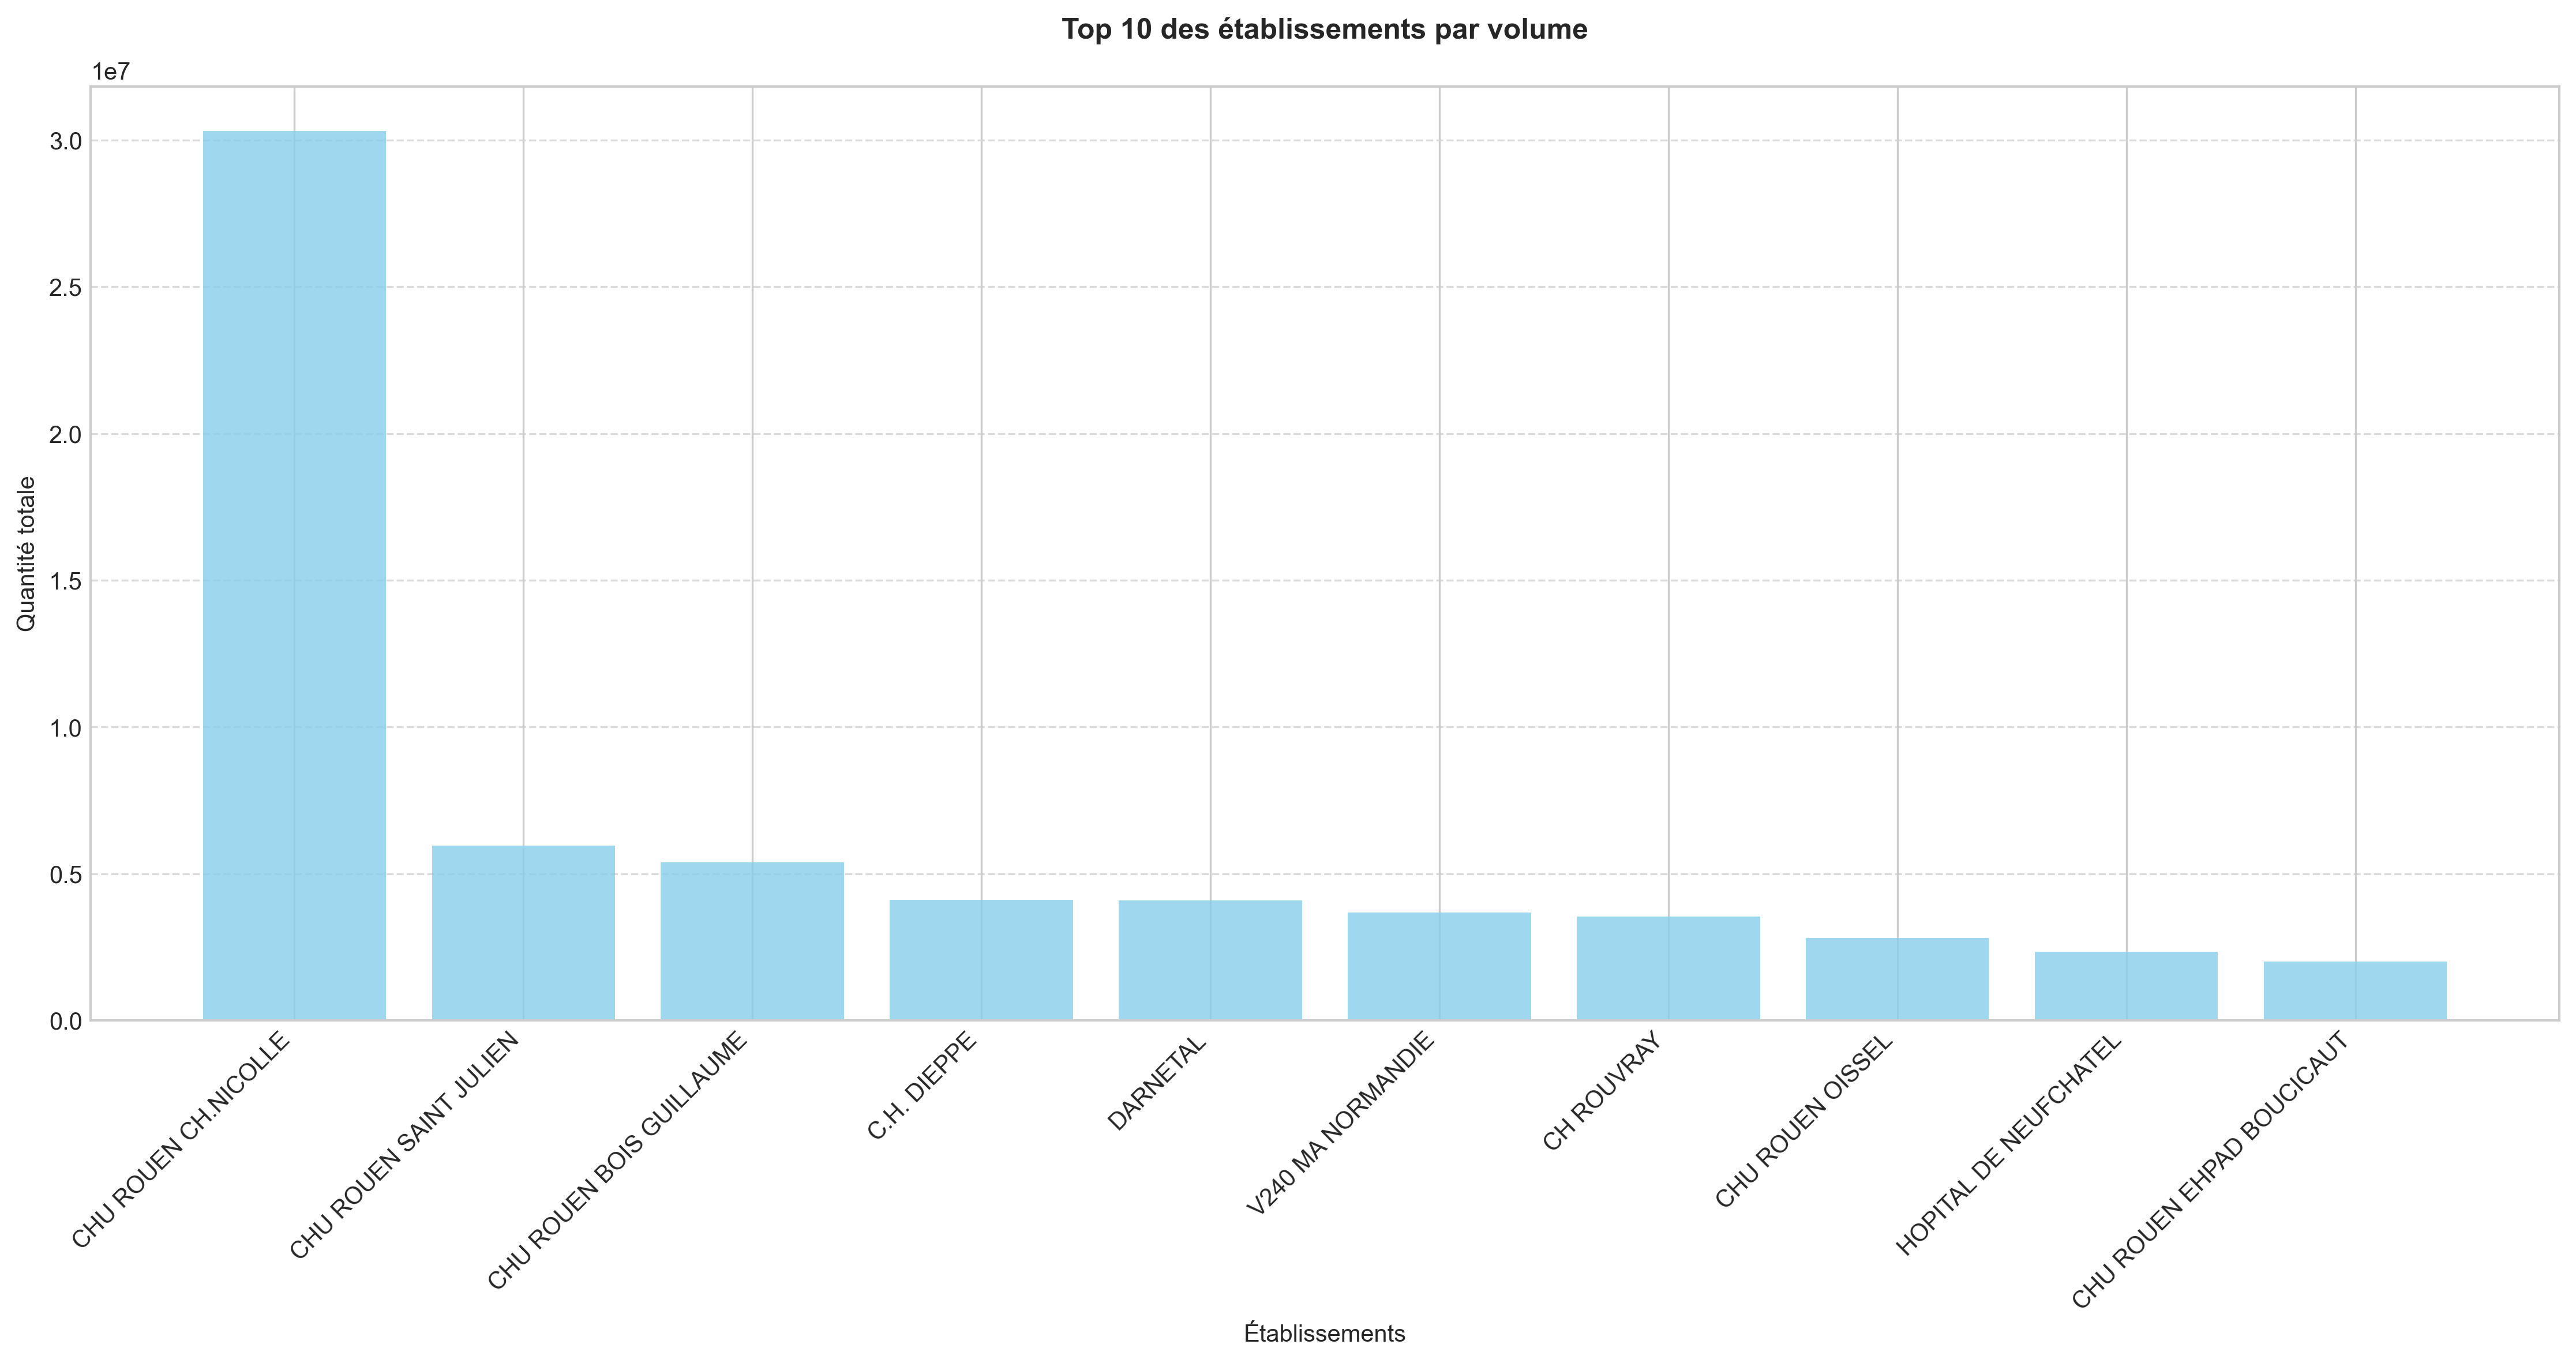 Top 10 des établissements par volume
1e7
3.0
2.5
2.0
1.5
1.0
0.5
0.0
Quantité totale
CHU ROUEN CH.NICOLLE
CHU ROUEN SAINT JULIEN
CHU ROUEN BOIS GUILLAUME
C.H. DIEPPE
DARNETAL
V240 MA NORMANDIE
CH ROUVRAY
CHU ROUEN OISSEL
HOPITAL DE NEUFCHATEL
CHU ROUEN EHPAD BOUCICAUT
Établissements